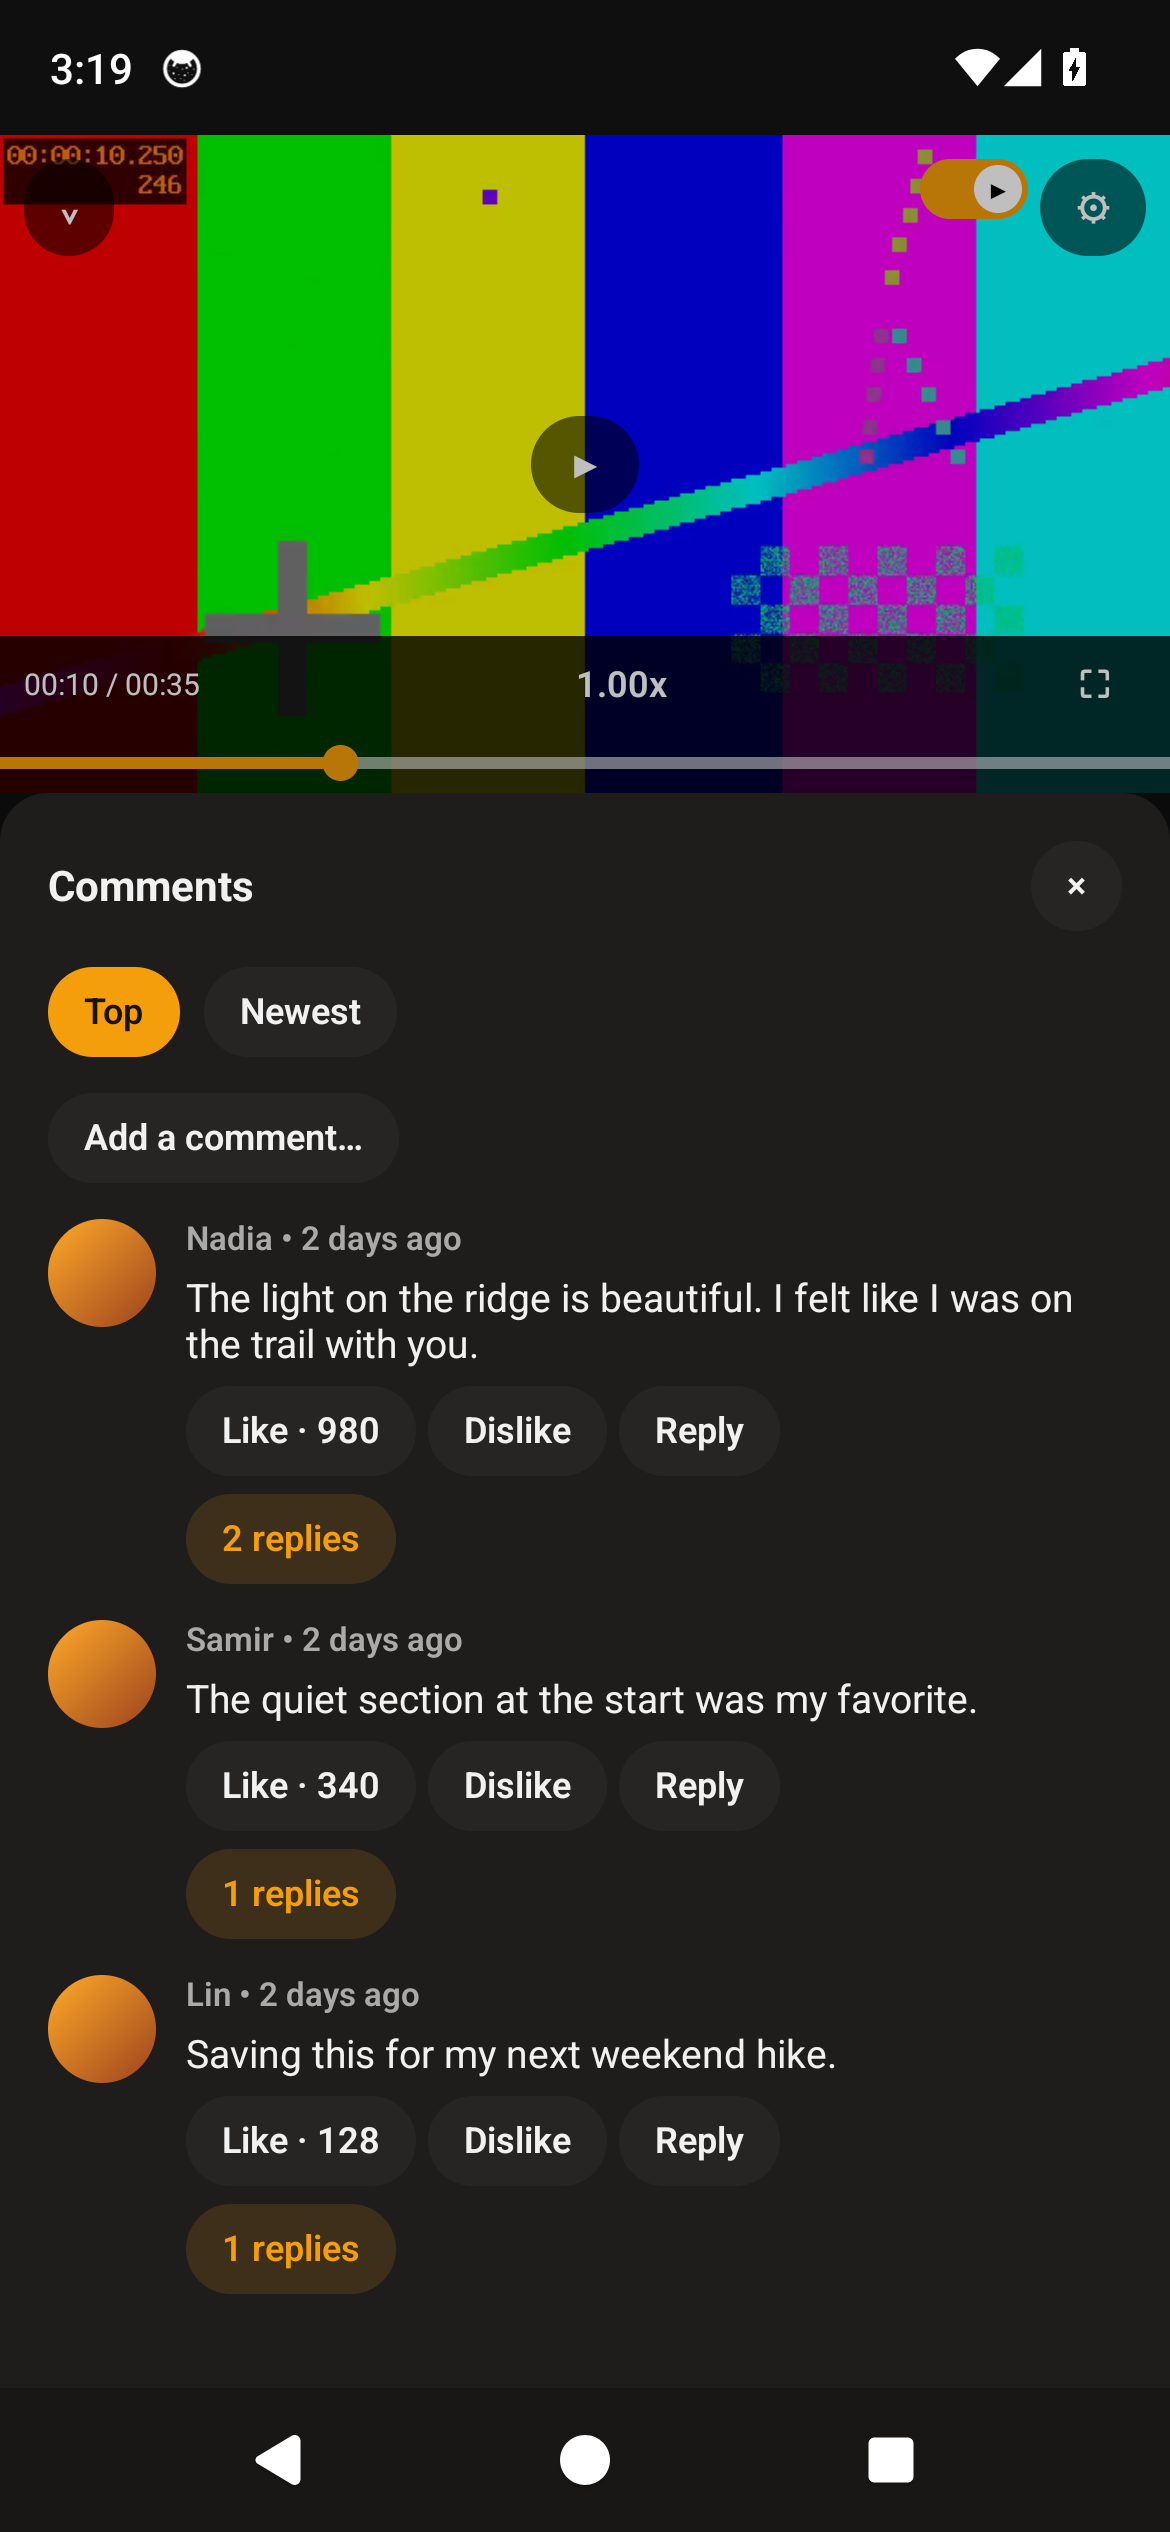 3:19
00:00:10.250
246
00:10 / 00:35
1.00x
Comments
Top
Newest
Add a comment…
Nadia • 2 days ago
The light on the ridge is beautiful. I felt like I was on
the trail with you.
Like · 980
Dislike
Reply
2 replies
Samir • 2 days ago
The quiet section at the start was my favorite.
Like · 340
Dislike
Reply
1 replies
Lin • 2 days ago
Saving this for my next weekend hike.
Like · 128
Dislike
Reply
1 replies